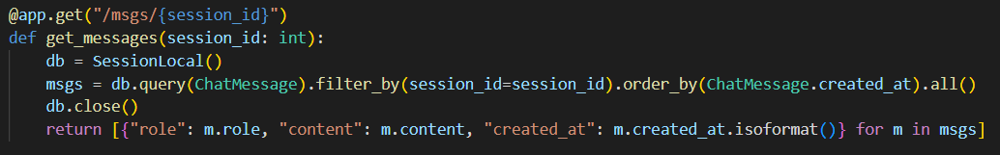 @app.get("/msgs/{session_id}")
def get_messages(session_id: int):
    db = SessionLocal()
    msgs = db.query(ChatMessage).filter_by(session_id=session_id).order_by(ChatMessage.created_at).all()
    db.close()
    return [{"role": m.role, "content": m.content, "created_at": m.created_at.isoformat()} for m in msgs]